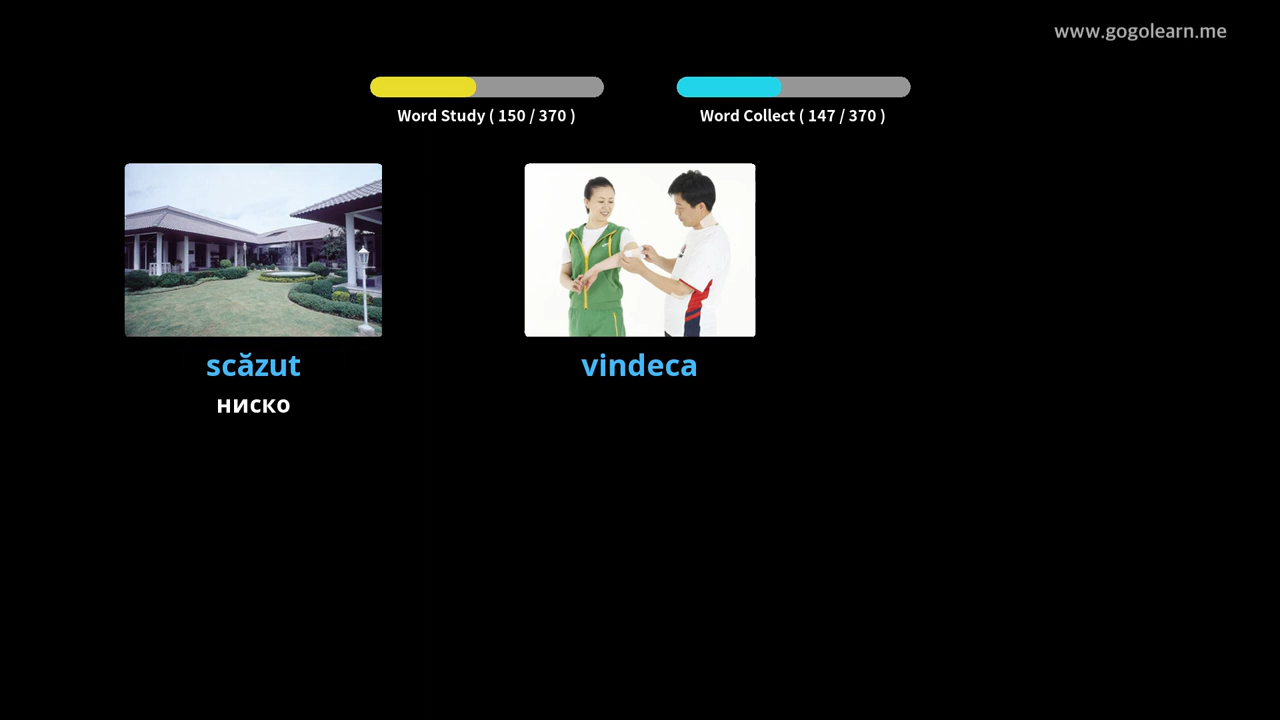 www.gogolearn.me
Word Study ( 150 / 370 )
Word Collect ( 147 / 370 )
scăzut
ниско
vindeca